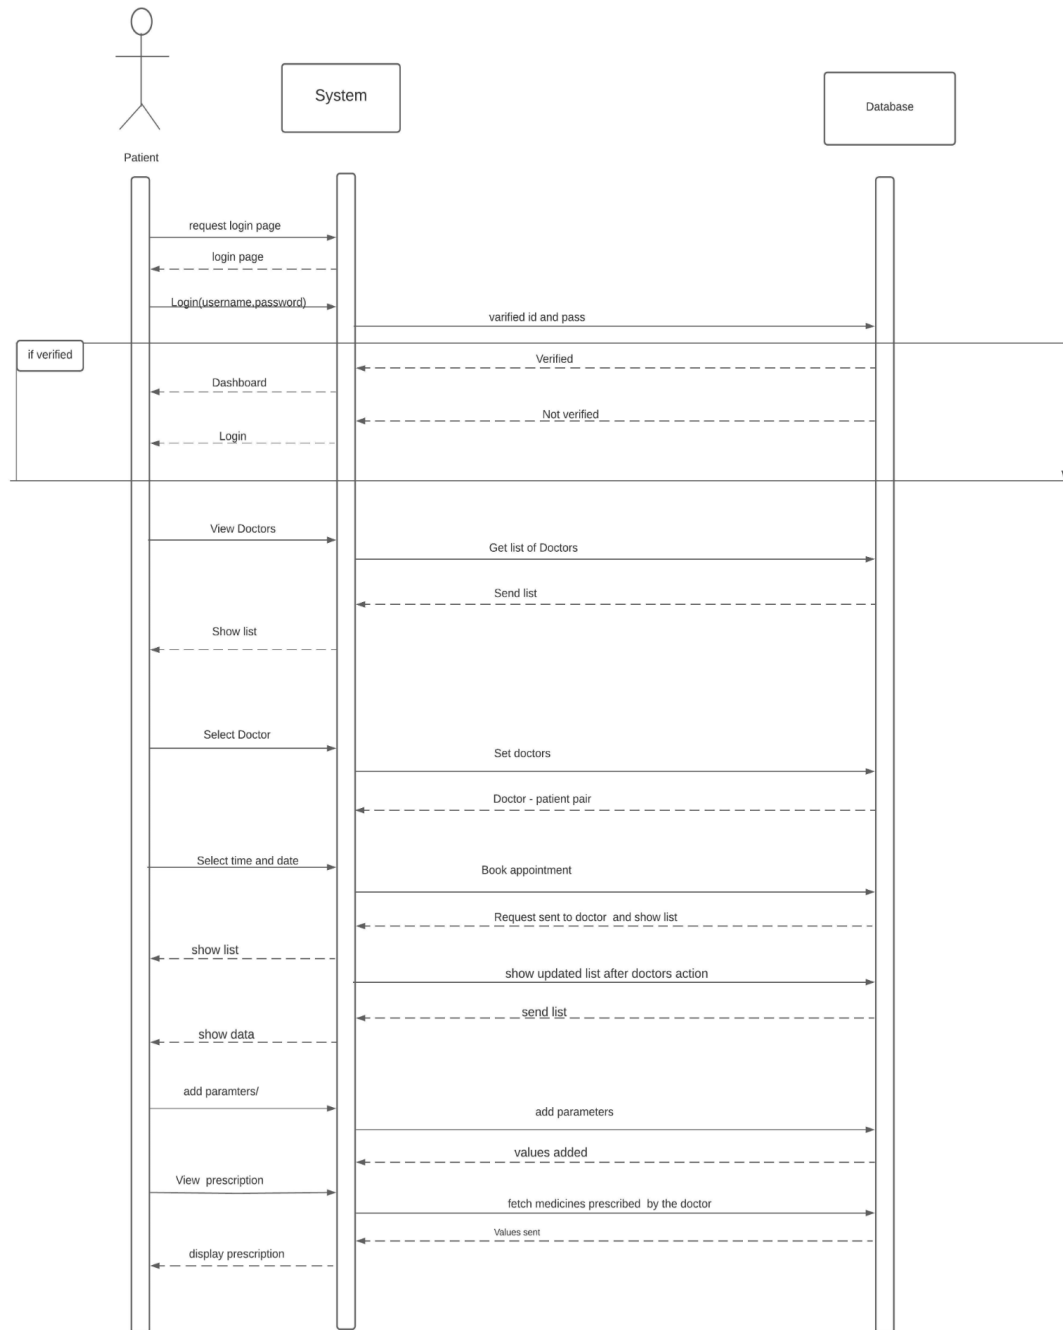 System
Database
Patient
request login page
login page
Login(username,password)
varified id and pass
if verified
Verified
Dashboard
Not verified
Login
View Doctors
Get list of Doctors
Send list
Show list
Select Doctor
Set doctors
Doctor - patient pair
Select time and date
Book appointment
Request sent to doctor  and show list
show list
show updated list after doctors action
send list
show data
add paramters/
add parameters
values added
View  prescription
fetch medicines prescribed  by the doctor
Values sent
display prescription